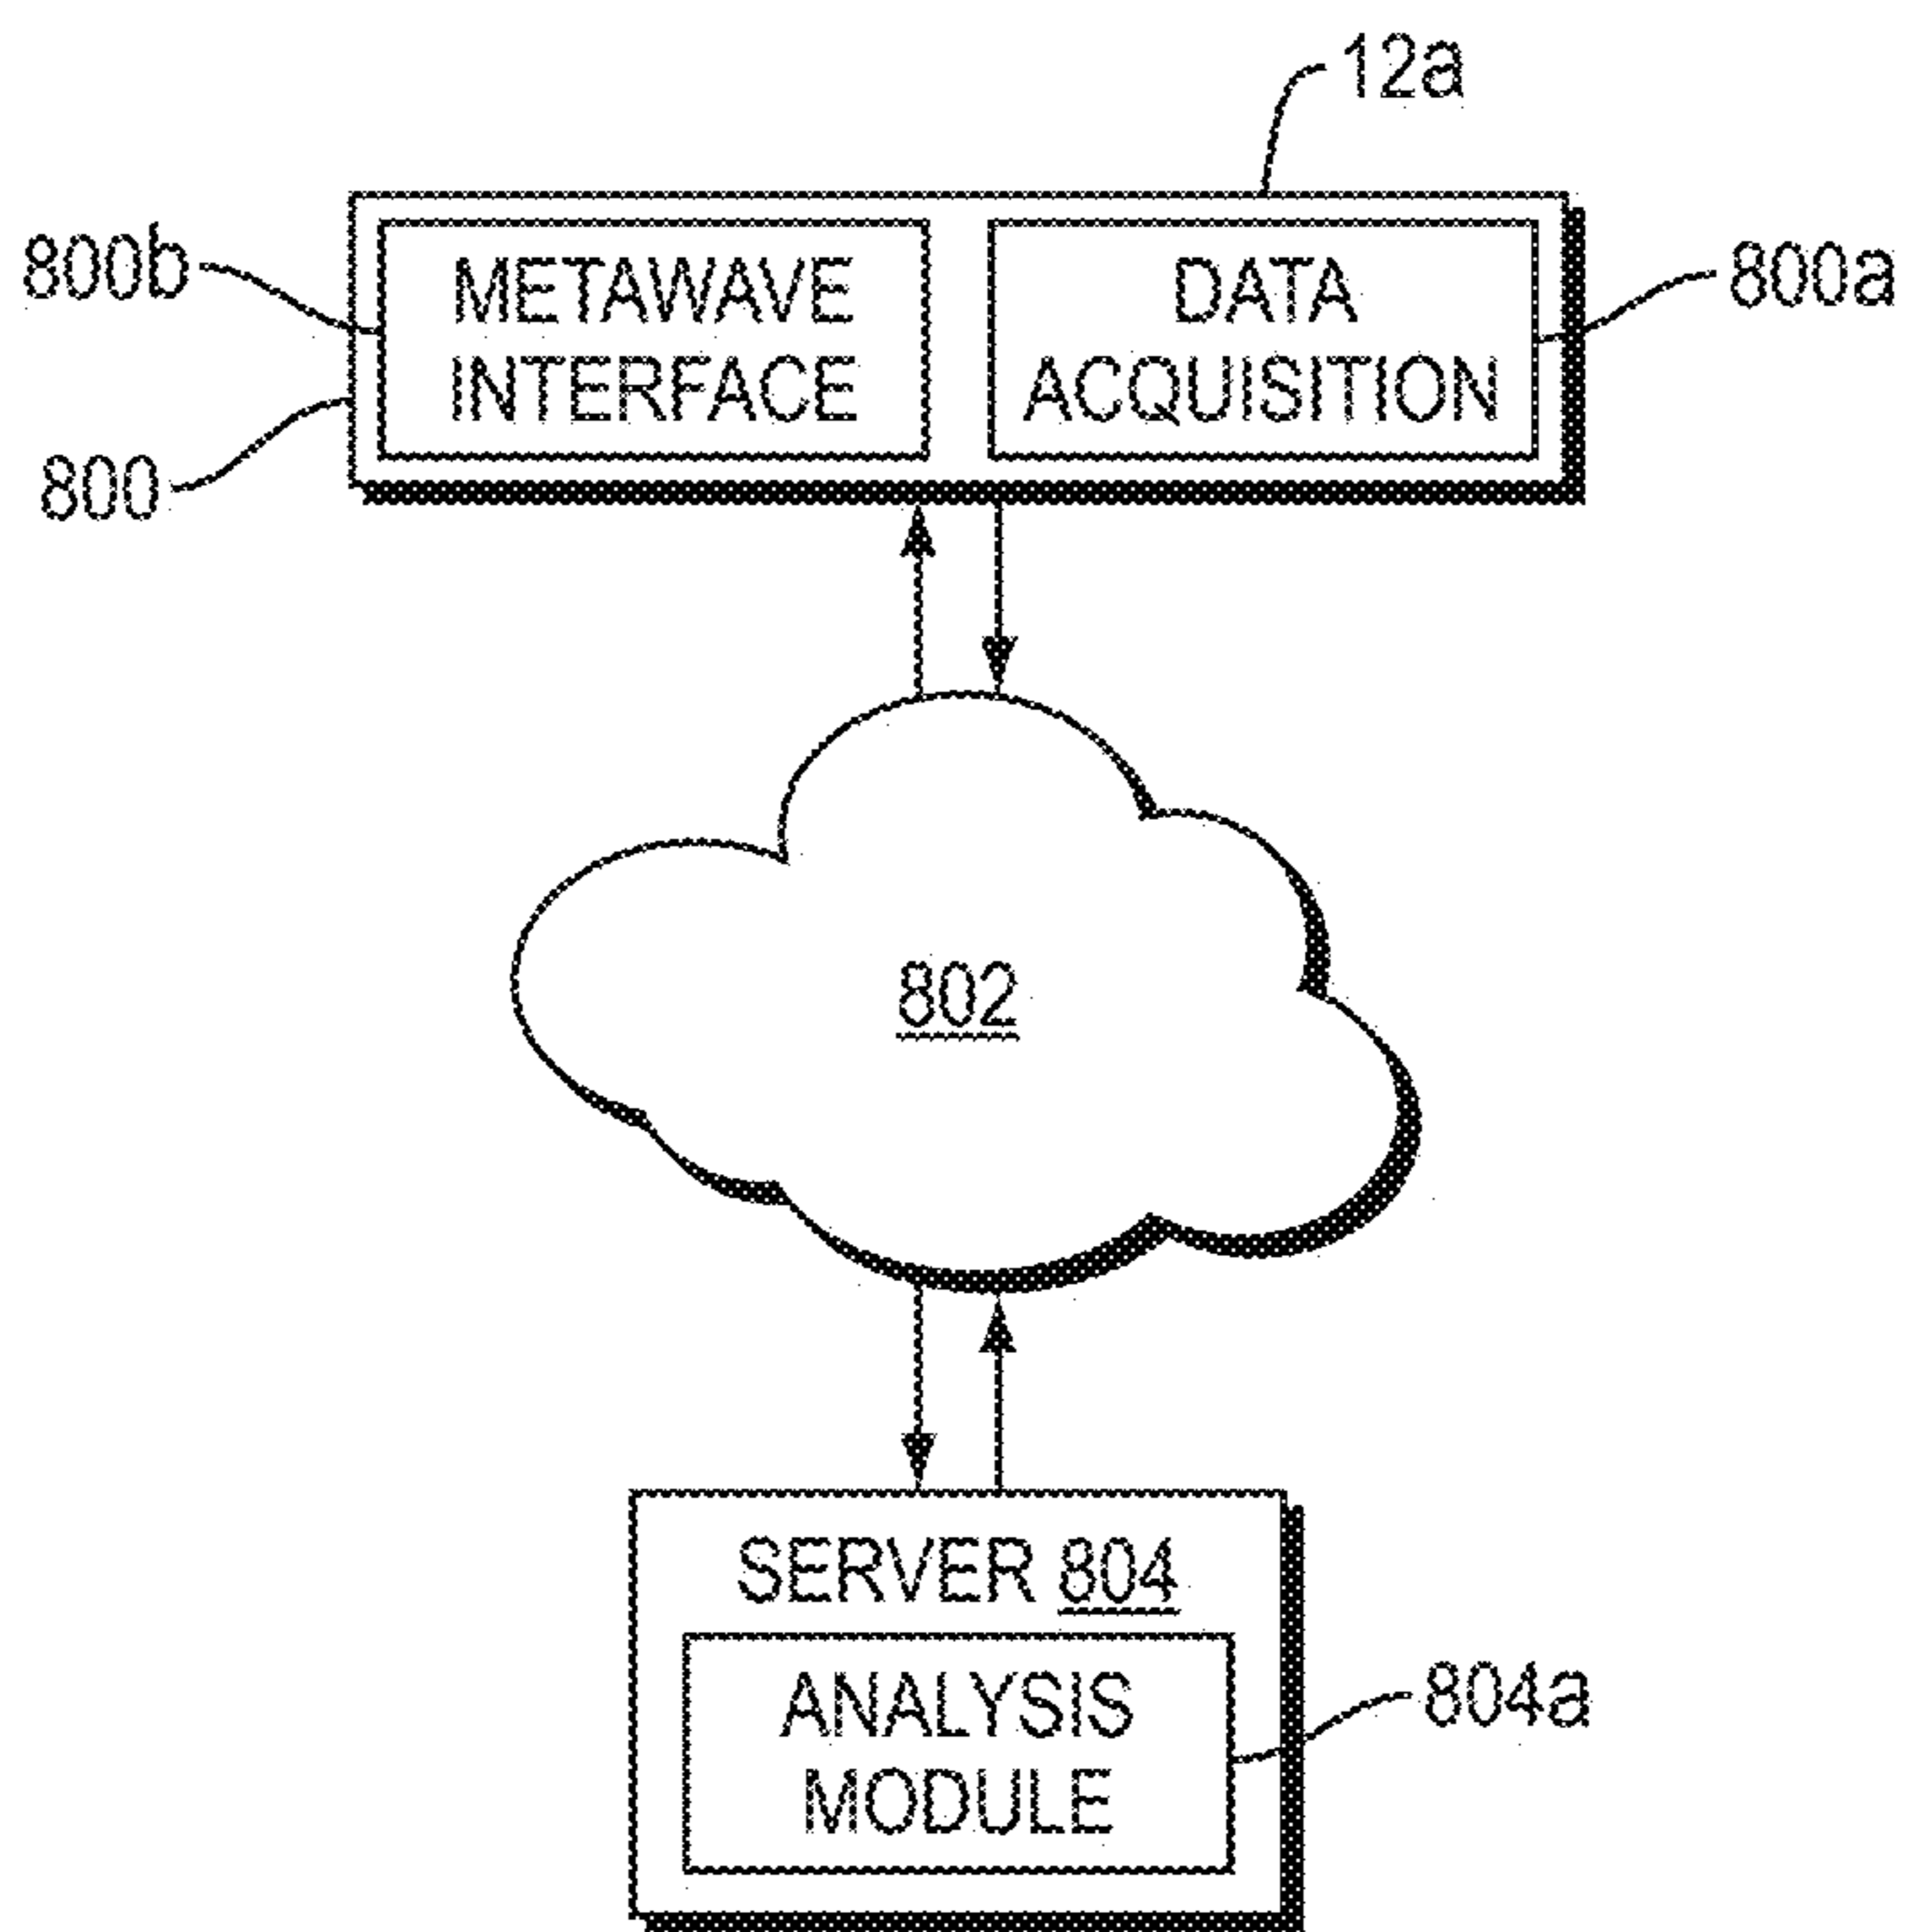 12a
800b
METAWAVE
INTERFACE
DATA
ACQUISITION
800a
800
802
SERVER 804
ANALYSIS
MODULE
804a